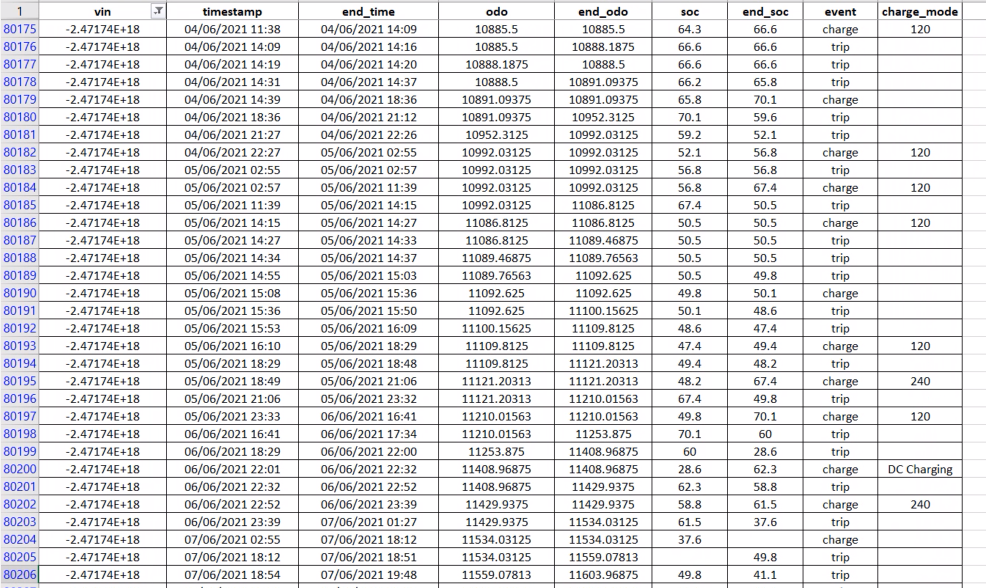 1 vin timestamp end_time odo end_odo soc end_soc event charge_mode
80175 -2.47174E+18 04/06/2021 11:38 04/06/2021 14:09 10885.5 10885.5 64.3 66.6 charge 120
80176 -2.47174E+18 04/06/2021 14:09 04/06/2021 14:16 10885.5 10888.1875 66.6 66.6 trip
80177 -2.47174E+18 04/06/2021 14:19 04/06/2021 14:20 10888.1875 10888.5 66.6 66.6 trip
80178 -2.47174E+18 04/06/2021 14:31 04/06/2021 14:37 10888.5 10891.09375 66.2 65.8 trip
80179 -2.47174E+18 04/06/2021 14:39 04/06/2021 18:36 10891.09375 10891.09375 65.8 70.1 charge
80180 -2.47174E+18 04/06/2021 18:36 04/06/2021 21:12 10891.09375 10952.3125 70.1 59.6 trip
80181 -2.47174E+18 04/06/2021 21:27 04/06/2021 22:26 10952.3125 10992.03125 59.2 52.1 trip
80182 -2.47174E+18 04/06/2021 22:27 05/06/2021 02:55 10992.03125 10992.03125 52.1 56.8 charge 120
80183 -2.47174E+18 05/06/2021 02:55 05/06/2021 02:57 10992.03125 10992.03125 56.8 56.8 trip
80184 -2.47174E+18 05/06/2021 02:57 05/06/2021 11:39 10992.03125 10992.03125 56.8 67.4 charge 120
80185 -2.47174E+18 05/06/2021 11:39 05/06/2021 14:15 10992.03125 11086.8125 67.4 50.5 trip
80186 -2.47174E+18 05/06/2021 14:15 05/06/2021 14:27 11086.8125 11086.8125 50.5 50.5 charge 120
80187 -2.47174E+18 05/06/2021 14:27 05/06/2021 14:33 11086.8125 11089.46875 50.5 50.5 trip
80188 -2.47174E+18 05/06/2021 14:34 05/06/2021 14:37 11089.46875 11089.76563 50.5 50.5 trip
80189 -2.47174E+18 05/06/2021 14:55 05/06/2021 15:03 11089.76563 11092.625 50.5 49.8 trip
80190 -2.47174E+18 05/06/2021 15:08 05/06/2021 15:36 11092.625 11092.625 49.8 50.1 charge
80191 -2.47174E+18 05/06/2021 15:36 05/06/2021 15:50 11092.625 11100.15625 50.1 48.6 trip
80192 -2.47174E+18 05/06/2021 15:53 05/06/2021 16:09 11100.15625 11109.8125 48.6 47.4 trip
80193 -2.47174E+18 05/06/2021 16:10 05/06/2021 18:29 11109.8125 11109.8125 47.4 49.4 charge 120
80194 -2.47174E+18 05/06/2021 18:29 05/06/2021 18:48 11109.8125 11121.20313 49.4 48.2 trip
80195 -2.47174E+18 05/06/2021 18:49 05/06/2021 21:06 11121.20313 11121.20313 48.2 67.4 charge 240
80196 -2.47174E+18 05/06/2021 21:06 05/06/2021 23:32 11121.20313 11210.01563 67.4 49.8 trip
80197 -2.47174E+18 05/06/2021 23:33 06/06/2021 16:41 11210.01563 11210.01563 49.8 70.1 charge 120
80198 -2.47174E+18 06/06/2021 16:41 06/06/2021 17:34 11210.01563 11253.875 70.1 60 trip
80199 -2.47174E+18 06/06/2021 18:29 06/06/2021 22:00 11253.875 11408.96875 60 28.6 trip
80200 -2.47174E+18 06/06/2021 22:01 06/06/2021 22:32 11408.96875 11408.96875 28.6 62.3 charge DC Charging
80201 -2.47174E+18 06/06/2021 22:32 06/06/2021 22:52 11408.96875 11429.9375 62.3 58.8 trip
80202 -2.47174E+18 06/06/2021 22:52 06/06/2021 23:39 11429.9375 11429.9375 58.8 61.5 charge 240
80203 -2.47174E+18 06/06/2021 23:39 07/06/2021 01:27 11429.9375 11534.03125 61.5 37.6 trip
80204 -2.47174E+18 07/06/2021 02:55 07/06/2021 18:12 11534.03125 11534.03125 37.6 charge
80205 -2.47174E+18 07/06/2021 18:12 07/06/2021 18:51 11534.03125 11559.07813 49.8 trip
80206 -2.47174E+18 07/06/2021 18:54 07/06/2021 19:48 11559.07813 11603.96875 49.8 41.1 trip